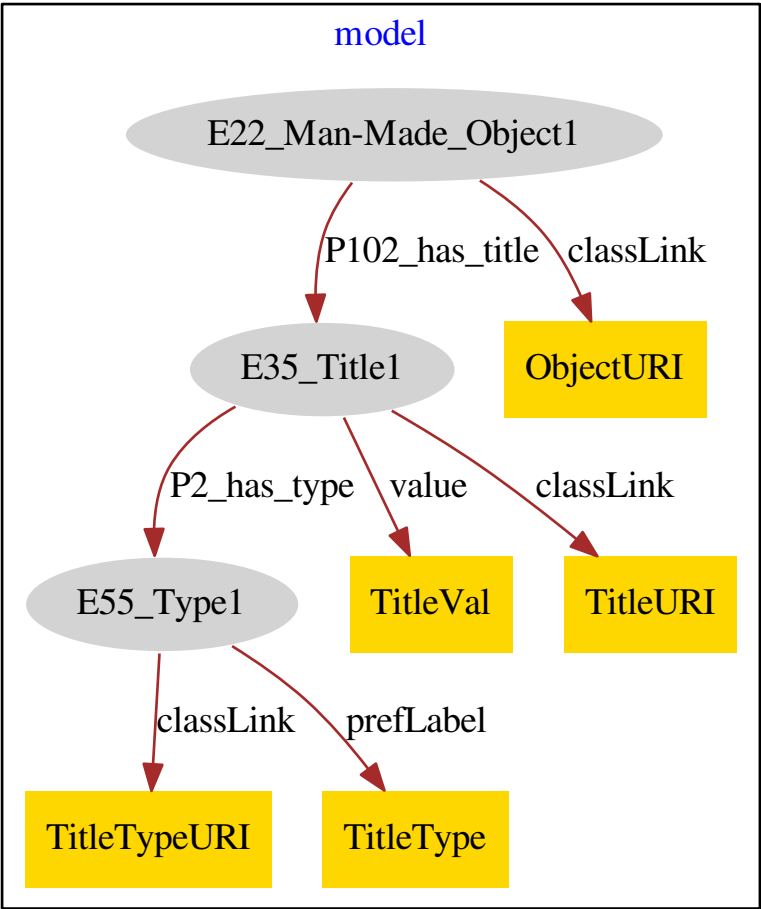 model
E22_Man-Made_Object1
P102_has_title
classLink
E35_Title1
ObjectURI
P2_has_type
value
classLink
E55_Type1
TitleVal
TitleURI
classLink
prefLabel
TitleTypeURI
TitleType